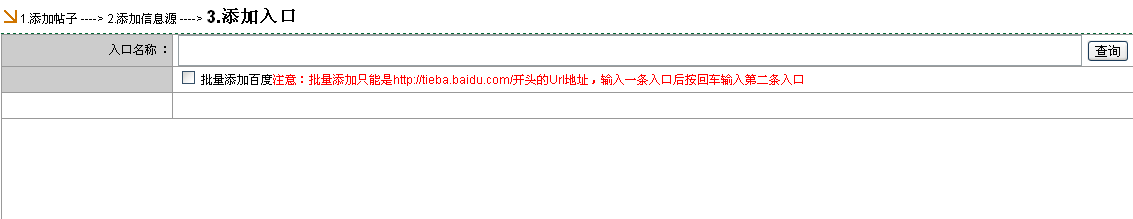 1.添加帖子 ----> 2.添加信息源 ----> 3.添加入口
入口名称： 查询
批量添加百度注意：批量添加只能是http://tieba.baidu.com/开头的Url地址，输入一条入口后按回车输入第二条入口